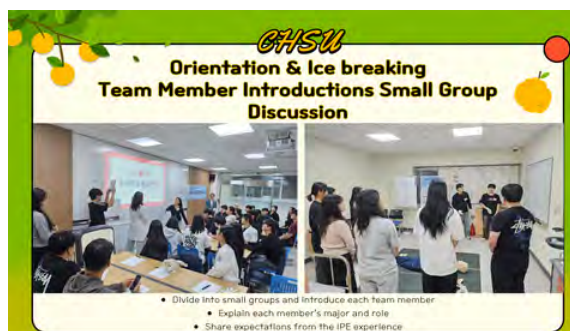 CHSU
Orientation & Ice breaking
Team Member Introductions Small Group
Discussion
• Divide into small groups and introduce each team member
• Explain each member's major and role
• Share expectations from the IPE experience